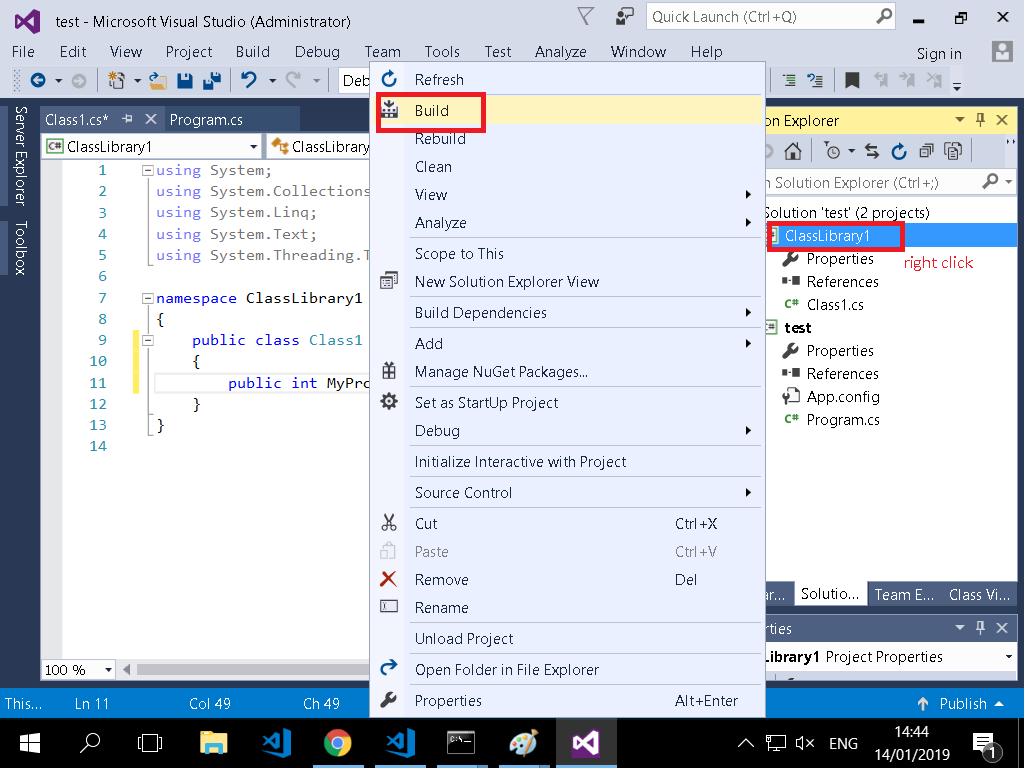 test - Microsoft Visual Studio (Administrator)
Quick Launch (Ctrl+Q)
File Edit View Project Build Debug Team Tools Test Analyze Window Help
Sign in
Deb
Server Explorer
Toolbox
Class1.cs* Program.cs
C# ClassLibrary1 ClassLibrary
1 using System;
2 using System.Collections
3 using System.Linq;
4 using System.Text;
5 using System.Threading.T
6
7 namespace ClassLibrary1
8 {
9 public class Class1
10 {
11 public int MyPro
12 }
13 }
14
100 %
Refresh
Build
Rebuild
Clean
View
Analyze
Scope to This
New Solution Explorer View
Build Dependencies
Add
Manage NuGet Packages...
Set as StartUp Project
Debug
Initialize Interactive with Project
Source Control
Cut Ctrl+X
Paste Ctrl+V
Remove Del
Rename
Unload Project
Open Folder in File Explorer
Properties Alt+Enter
on Explorer
Solution Explorer (Ctrl+;)
Solution 'test' (2 projects)
ClassLibrary1
right click
Properties
References
C# Class1.cs
test
Properties
References
App.config
C# Program.cs
ar... Solutio... Team E... Class Vi...
rties
Library1 Project Properties
This... Ln 11 Col 49 Ch 49 Publish
ENG
14:44
14/01/2019
1